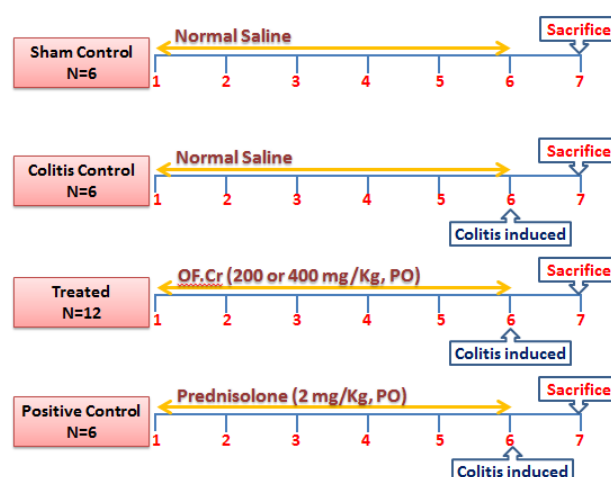 Normal Saline
Sacrifice
Sham Control
N=6
1 2 3 4 5 6 7
Normal Saline
Sacrifice
Colitis Control
N=6
1 2 3 4 5 6 7
Colitis induced
OF.Cr (200 or 400 mg/Kg, PO)
Sacrifice
Treated
N=12
1 2 3 4 5 6 7
Colitis induced
Prednisolone (2 mg/Kg, PO)
Sacrifice
Positive Control
N=6
1 2 3 4 5 6 7
Colitis induced